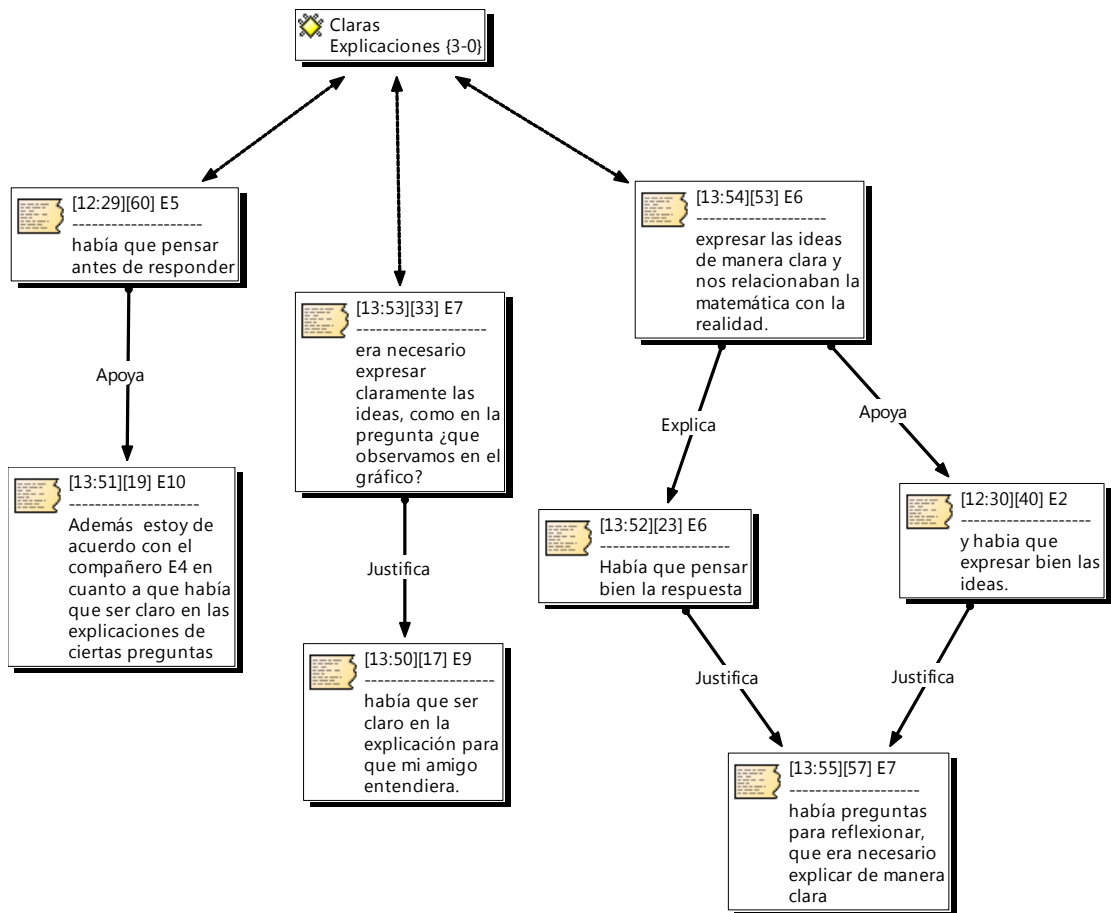 Claras
Explicaciones {3-0}
[12:29][60] E5
--------------------
había que pensar
antes de responder
[13:54][53] E6
--------------------
expresar las ideas
de manera clara y
nos relacionaban la
matemática con la
realidad.
[13:53][33] E7
--------------------
era necesario
expresar
claramente las
ideas, como en la
pregunta ¿que
observamos en el
gráfico?
Apoya
Explica
Apoya
[13:51][19] E10
--------------------
Además estoy de
acuerdo con el
compañero E4 en
cuanto a que había
que ser claro en las
explicaciones de
ciertas preguntas
[13:52][23] E6
--------------------
Había que pensar
bien la respuesta
[12:30][40] E2
--------------------
y habia que
expresar bien las
ideas.
Justifica
[13:50][17] E9
--------------------
había que ser
claro en la
explicación para
que mi amigo
entendiera.
Justifica
Justifica
[13:55][57] E7
--------------------
había preguntas
para reflexionar,
que era necesario
explicar de manera
clara